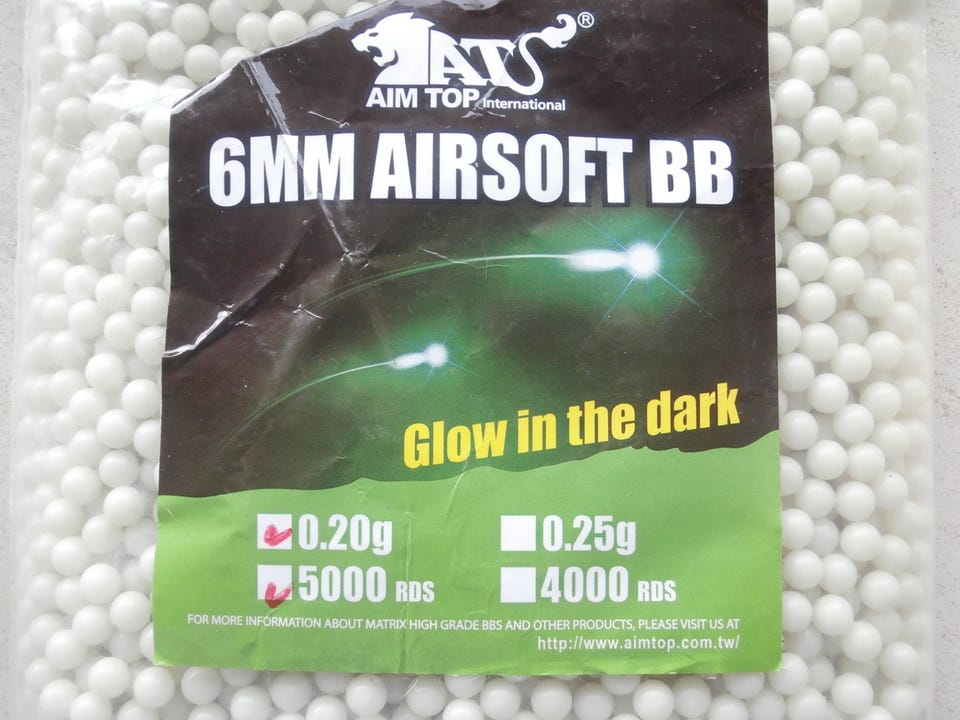 ATS®
AIM TOP International
6MM AIRSOFT BB
Glow in the dark
0.20g 0.25g
5000 RDS 4000 RDS
FOR MORE INFORMATION ABOUT MATRIX HIGH GRADE BBS AND OTHER PRODUCTS, PLEASE VISIT US AT
http://www.aimtop.com.tw/